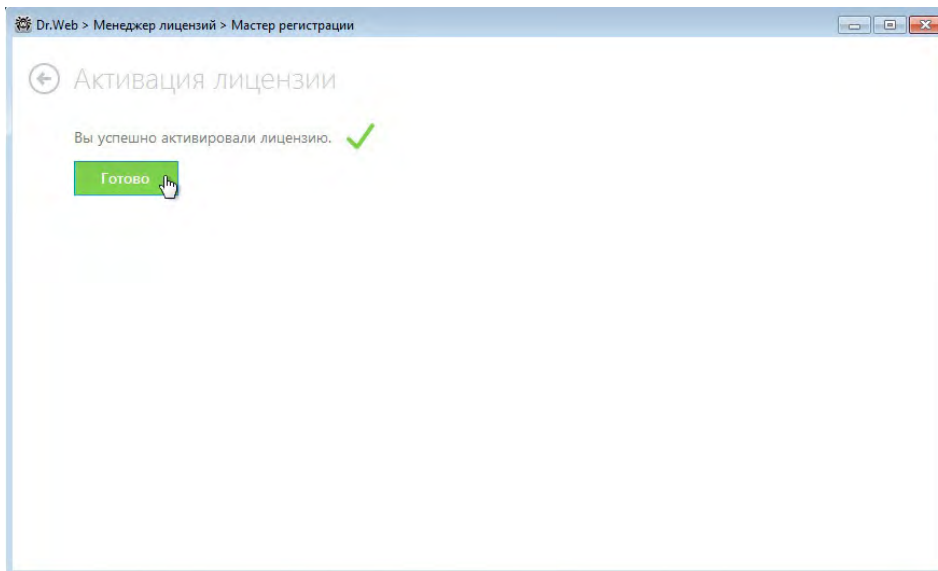 Dr.Web > Менеджер лицензий > Мастер регистрации
Активация лицензии
Вы успешно активировали лицензию.
Готово